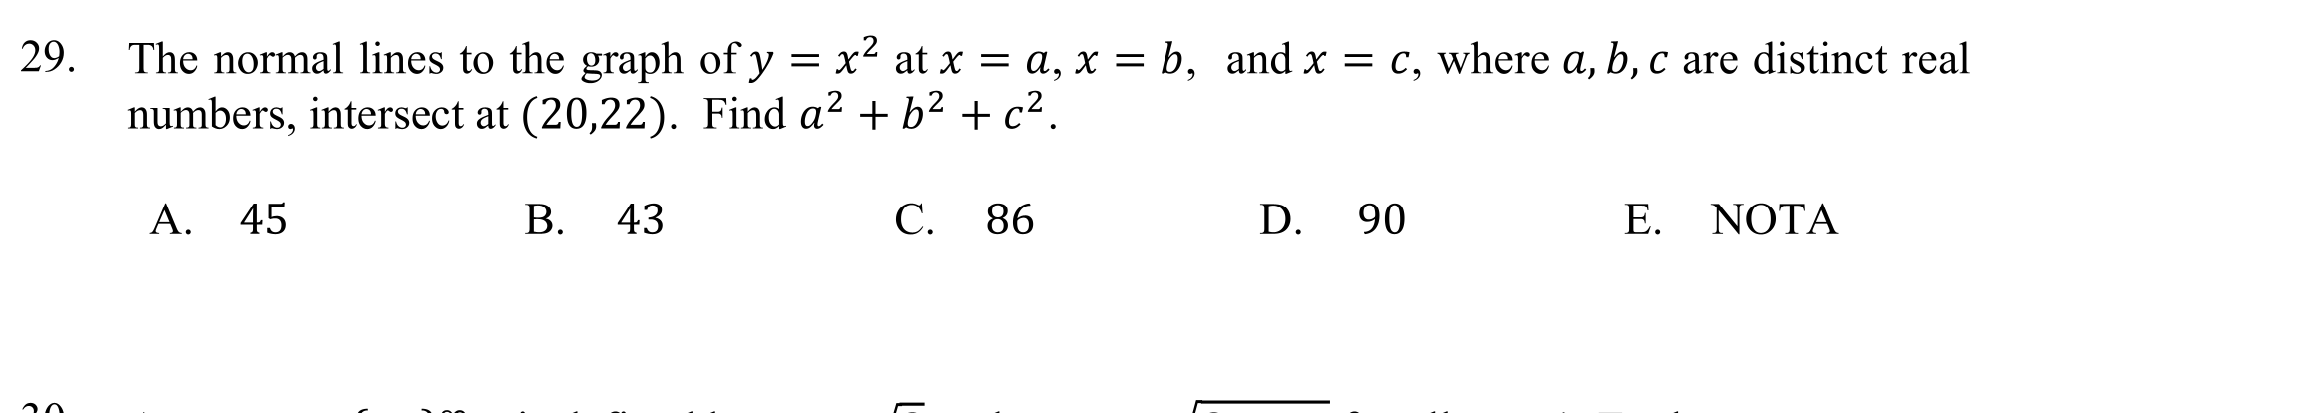 29. The normal lines to the graph of y = x² at x = a, x = b, and x = c, where a, b, c are distinct real
numbers, intersect at (20,22). Find a² + b² + c².
A. 45 B. 43 C. 86 D. 90 E. NOTA